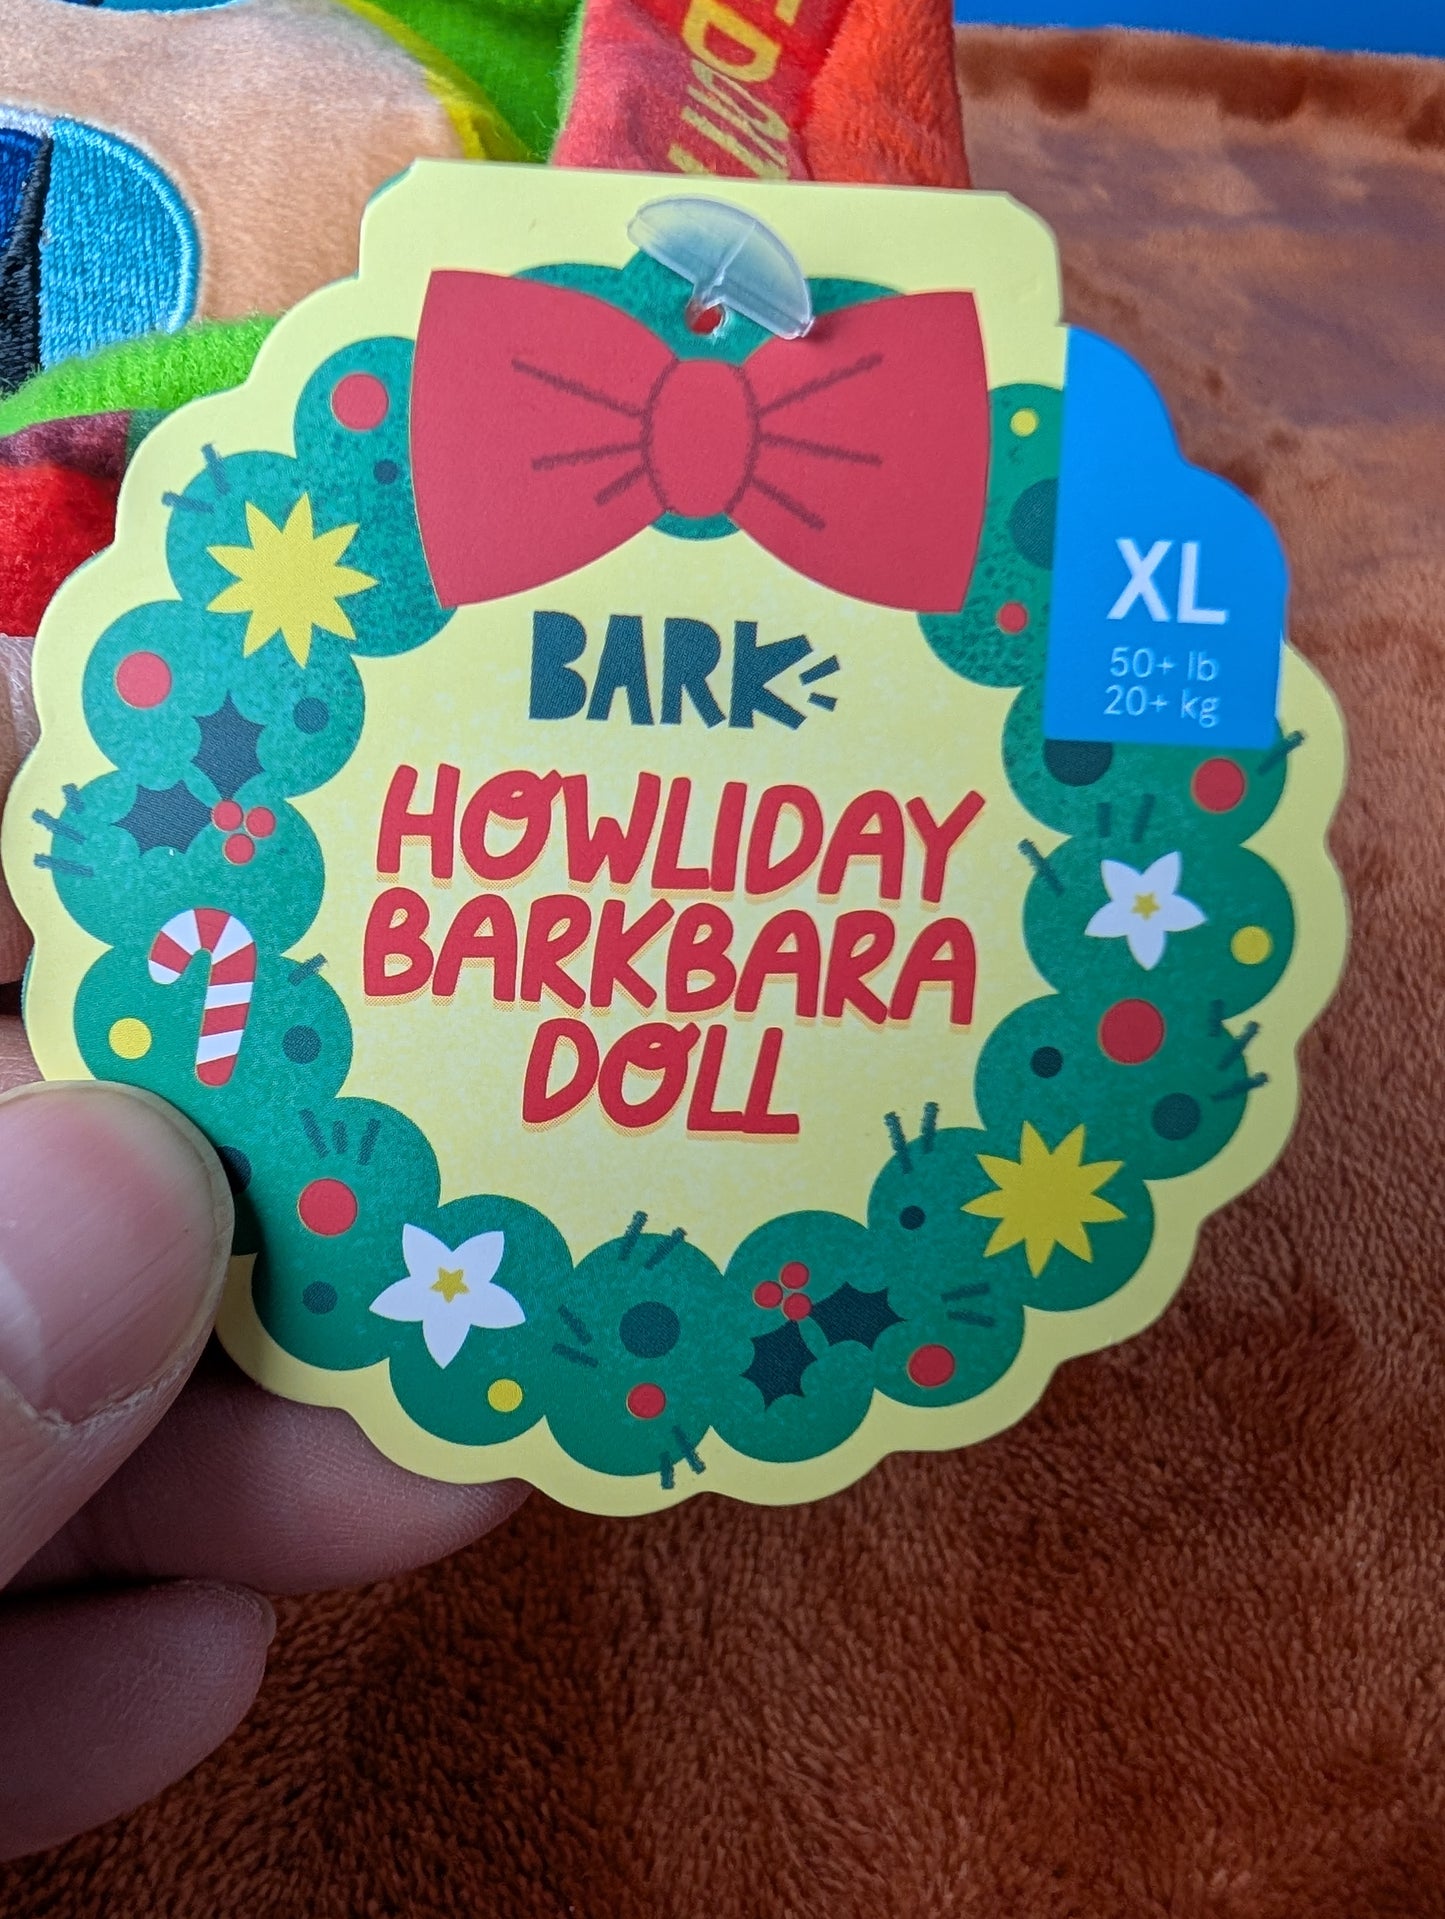 BARK
XL
50+ lb
20+ kg
HOWLIDAY
BARKBARA
DOLL